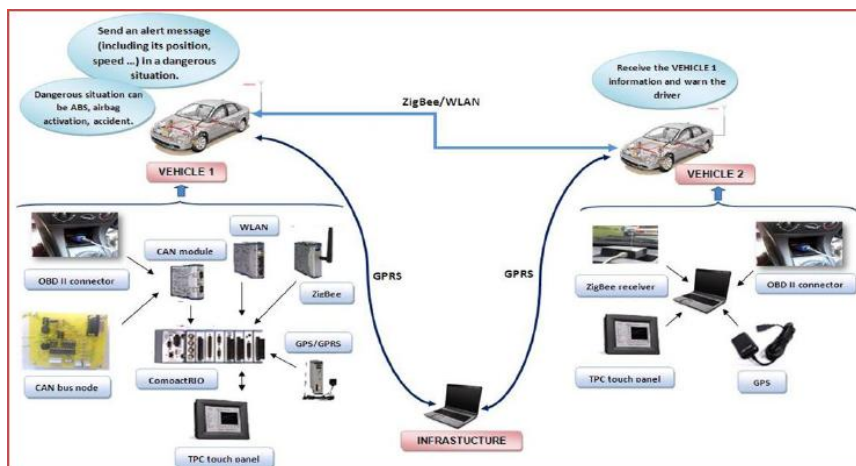 Send an alert message
(including its position,
speed ...) in a dangerous
situation.
Dangerous situation can
be ABS, airbag
activation, accident.
VEHICLE 1
ZigBee/WLAN
Receive the VEHICLE 1
information and warn the
driver
VEHICLE 2
OBD II connector
CAN module
WLAN
ZigBee
CAN bus node
ComoactRIO
GPS/GPRS
TPC touch panel
GPRS
GPRS
INFRASTUCTURE
ZigBee receiver
OBD II connector
TPC touch panel
GPS